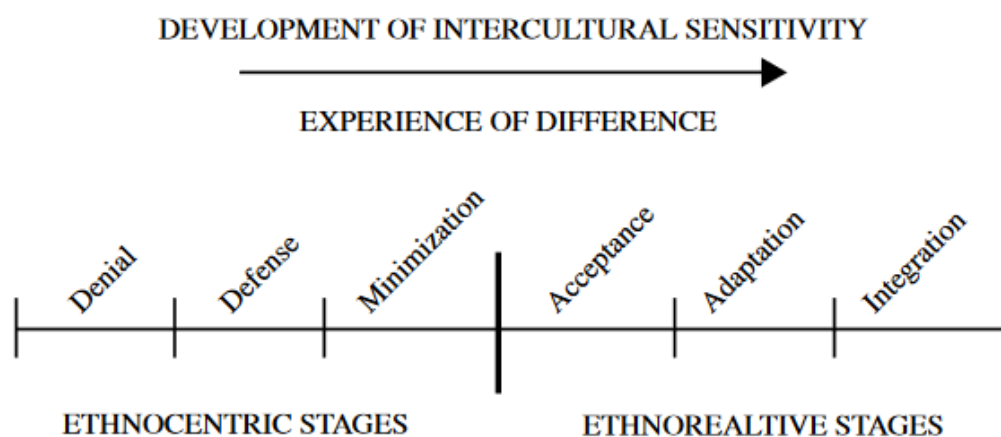 DEVELOPMENT OF INTERCULTURAL SENSITIVITY
EXPERIENCE OF DIFFERENCE
Denial
Defense
Minimization
Acceptance
Adaptation
Integration
ETHNOCENTRIC STAGES
ETHNOREALTIVE STAGES